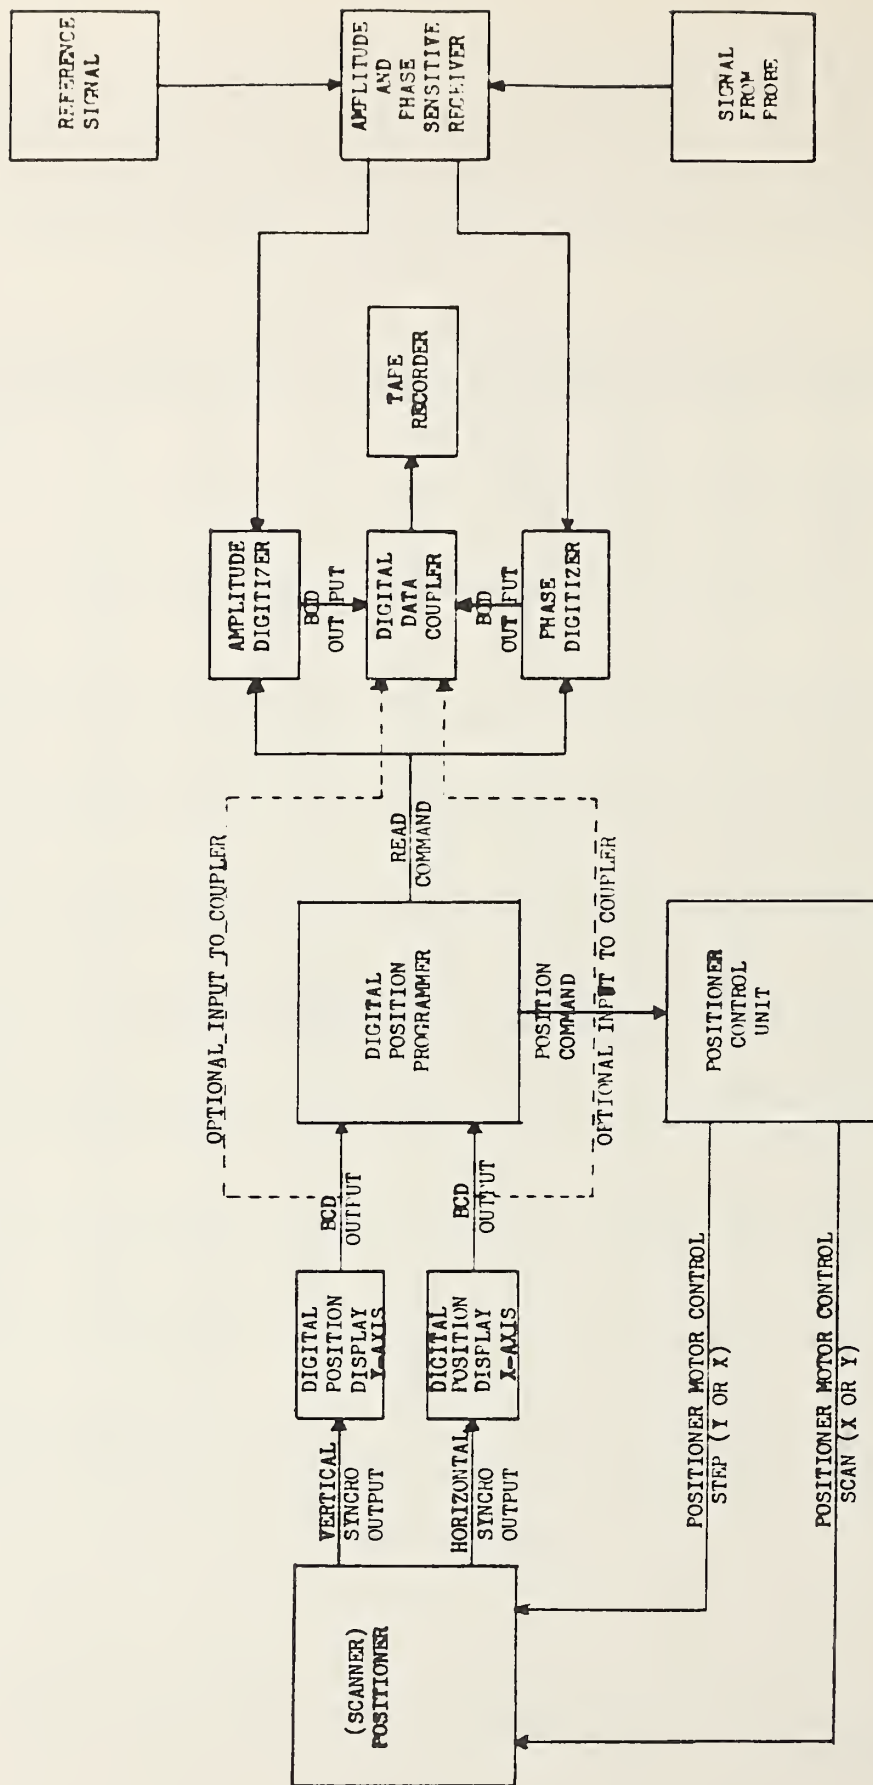 REFERENCE
SIGNAL
AMPLITUDE
AND
PHASE
SENSITIVE
RECEIVER
SIGNAL
FROM
PROBE
TAPE
RECORDER
AMPLITUDE
DIGITIZER
BCD
OUTPUT
DIGITAL
DATA
COUPLER
BCD
OUTPUT
PHASE
DIGITIZER
OPTIONAL INPUT TO COUPLER
READ
COMMAND
DIGITAL
POSITION
PROGRAMMER
POSITION
COMMAND
OPTIONAL INPUT TO COUPLER
POSITIONER
CONTROL
UNIT
BCD
OUTPUT
BCD
OUTPUT
DIGITAL
POSITION
DISPLAY
Y-AXIS
DIGITAL
POSITION
DISPLAY
X-AXIS
VERTICAL
SYNCRO
OUTPUT
HORIZONTAL
SYNCRO
OUTPUT
POSITIONER MOTOR CONTROL
STEP (Y OR X)
POSITIONER MOTOR CONTROL
SCAN (X OR Y)
(SCANNER)
POSITIONER